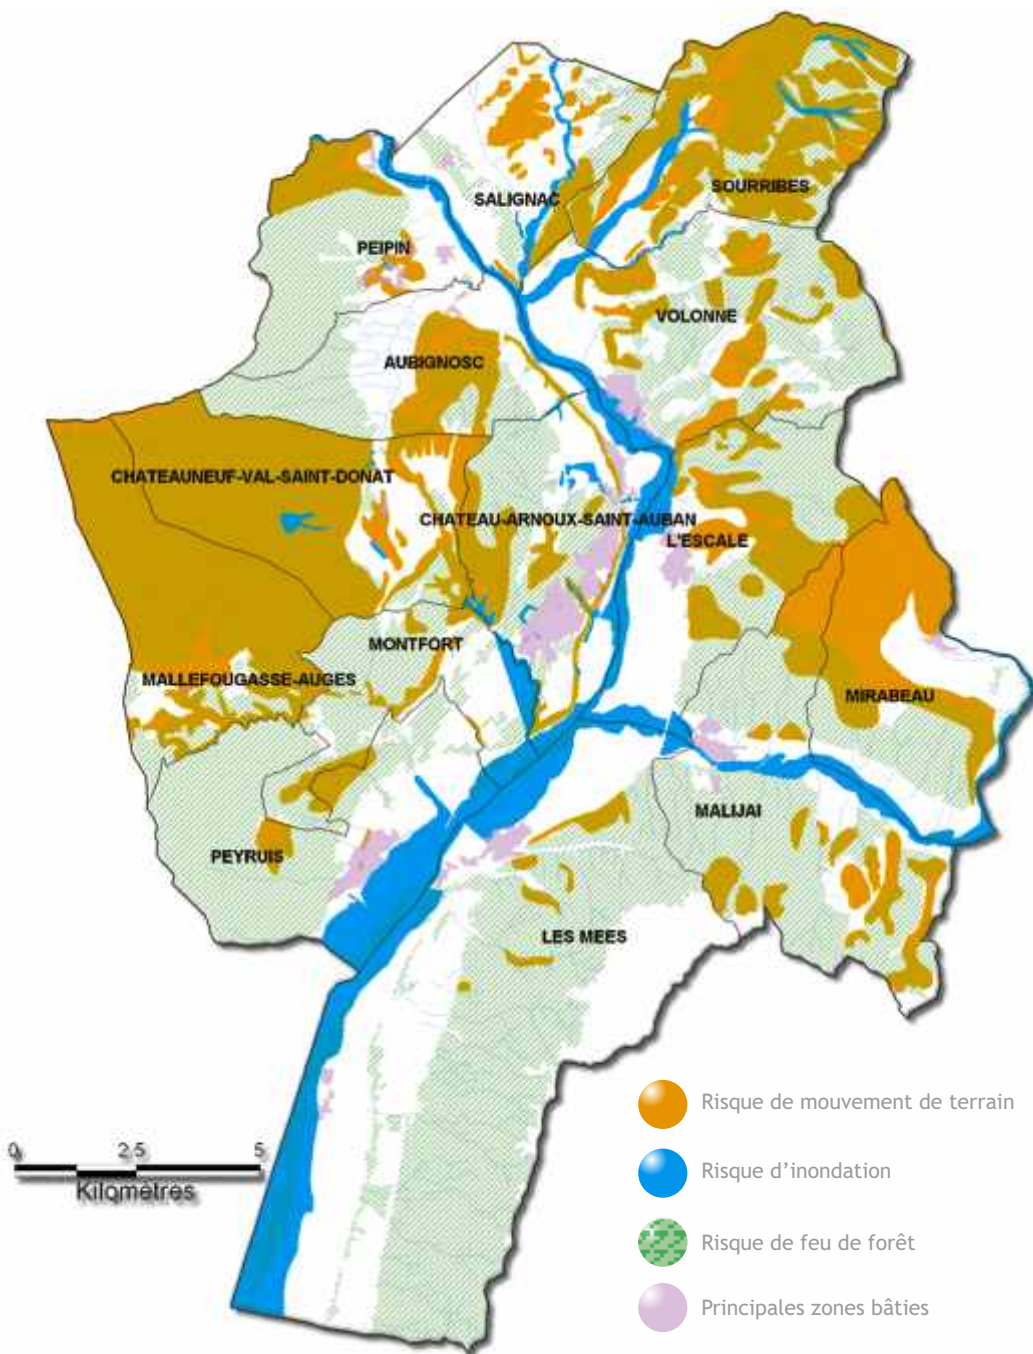 SALIGNAC
SOURRIBES
PEIPIN
VOLONNE
AUBIGNOSC
CHATEAUNEUF-VAL-SAINT-DONAT
CHATEAU-ARNOUX-SAINT-AUBAN
L'ESCALE
MONTFORT
MALLEFOUGASSE-AUGES
MIRABEAU
MALIJAI
PEYRUIS
LES MEES
Risque de mouvement de terrain
0 2.5 5
Kilomètres
Risque d'inondation
Risque de feu de forêt
Principales zones bâties